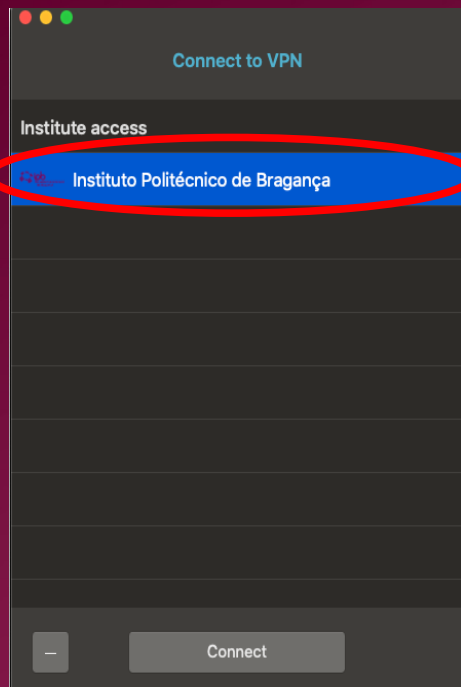 Connect to VPN
Institute access
Instituto Politécnico de Bragança
–
Connect